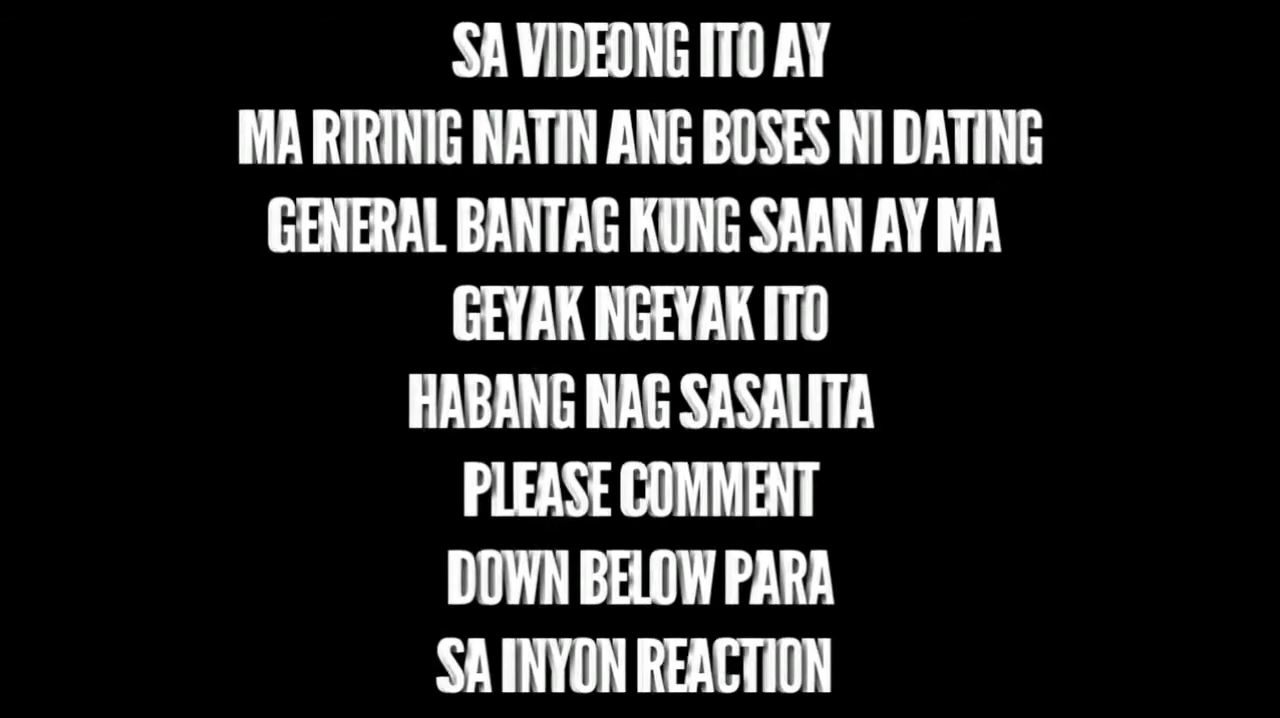 SA VIDEONG ITO AY
MA RIRINIG NATIN ANG BOSES NI DATING
GENERAL BANTAG KUNG SAAN AY MA
GEYAK NGEYAK ITO
HABANG NAG SASALITA
PLEASE COMMENT
DOWN BELOW PARA
SA INYON REACTION